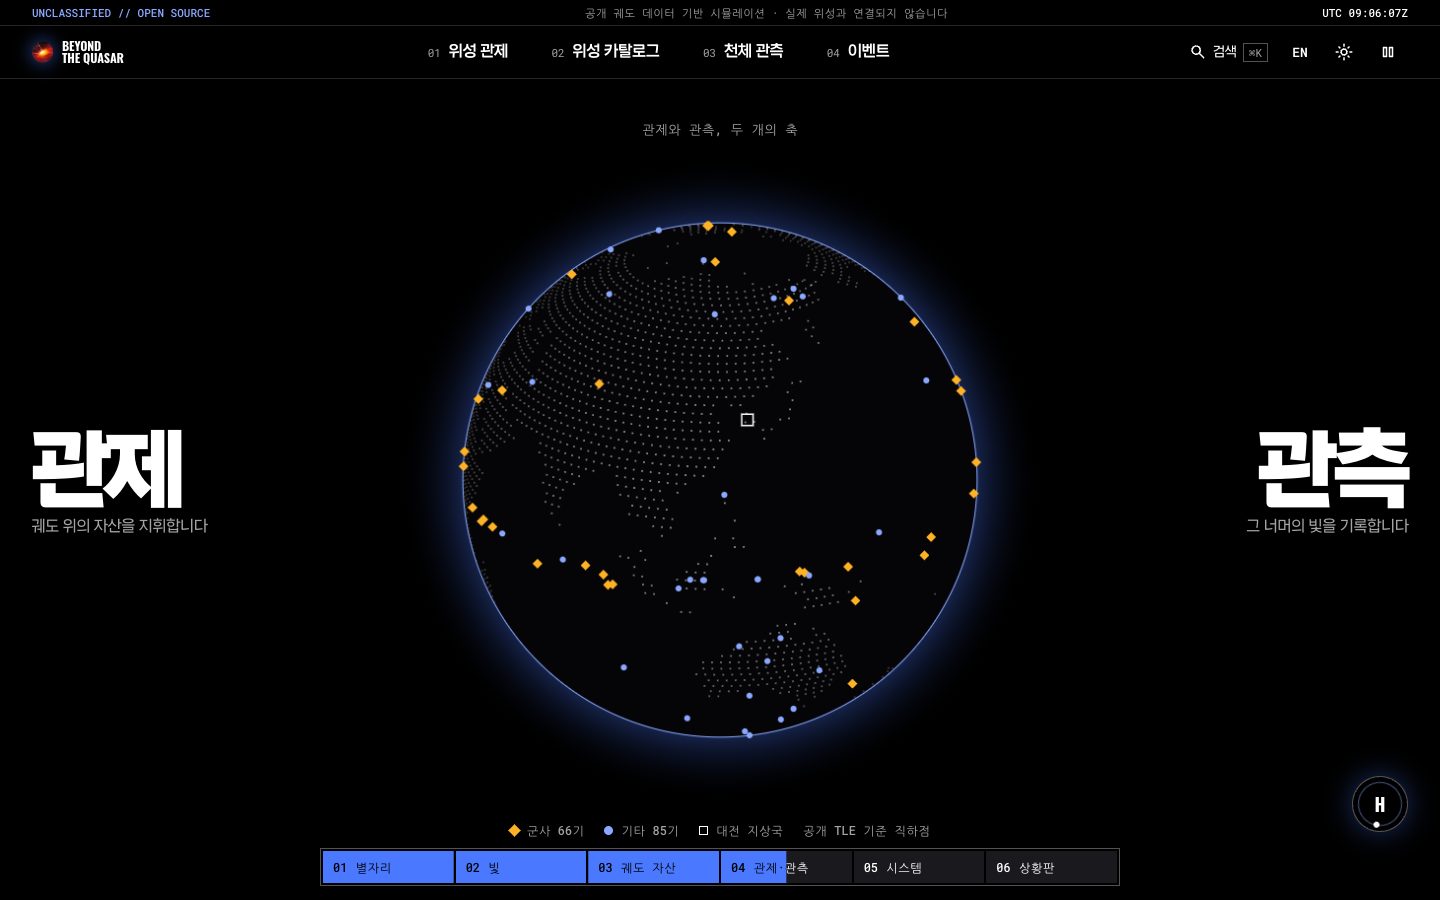 UNCLASSIFIED // OPEN SOURCE
공개 궤도 데이터 기반 시뮬레이션 · 실제 위성과 연결되지 않습니다
UTC 09:06:07Z
BEYOND
THE QUASAR
01 위성 관제
02 위성 카탈로그
03 천체 관측
04 이벤트
검색 ⌘K
EN
관제와 관측, 두 개의 축
관제
궤도 위의 자산을 지휘합니다
관측
그 너머의 빛을 기록합니다
H
군사 66기
기타 85기
대전 지상국
공개 TLE 기준 직하점
01 별자리
02 빛
03 궤도 자산
04 관제·관측
05 시스템
06 상황판